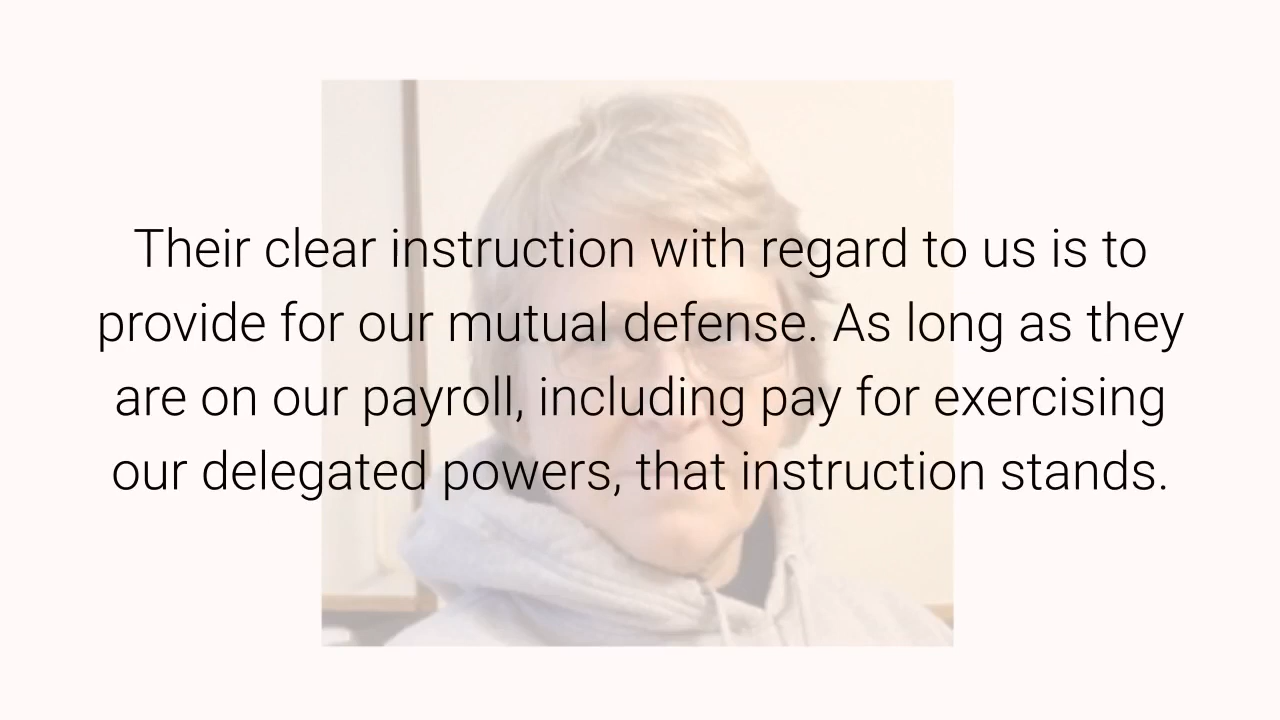 Their clear instruction with regard to us is to
provide for our mutual defense. As long as they
are on our payroll, including pay for exercising
our delegated powers, that instruction stands.